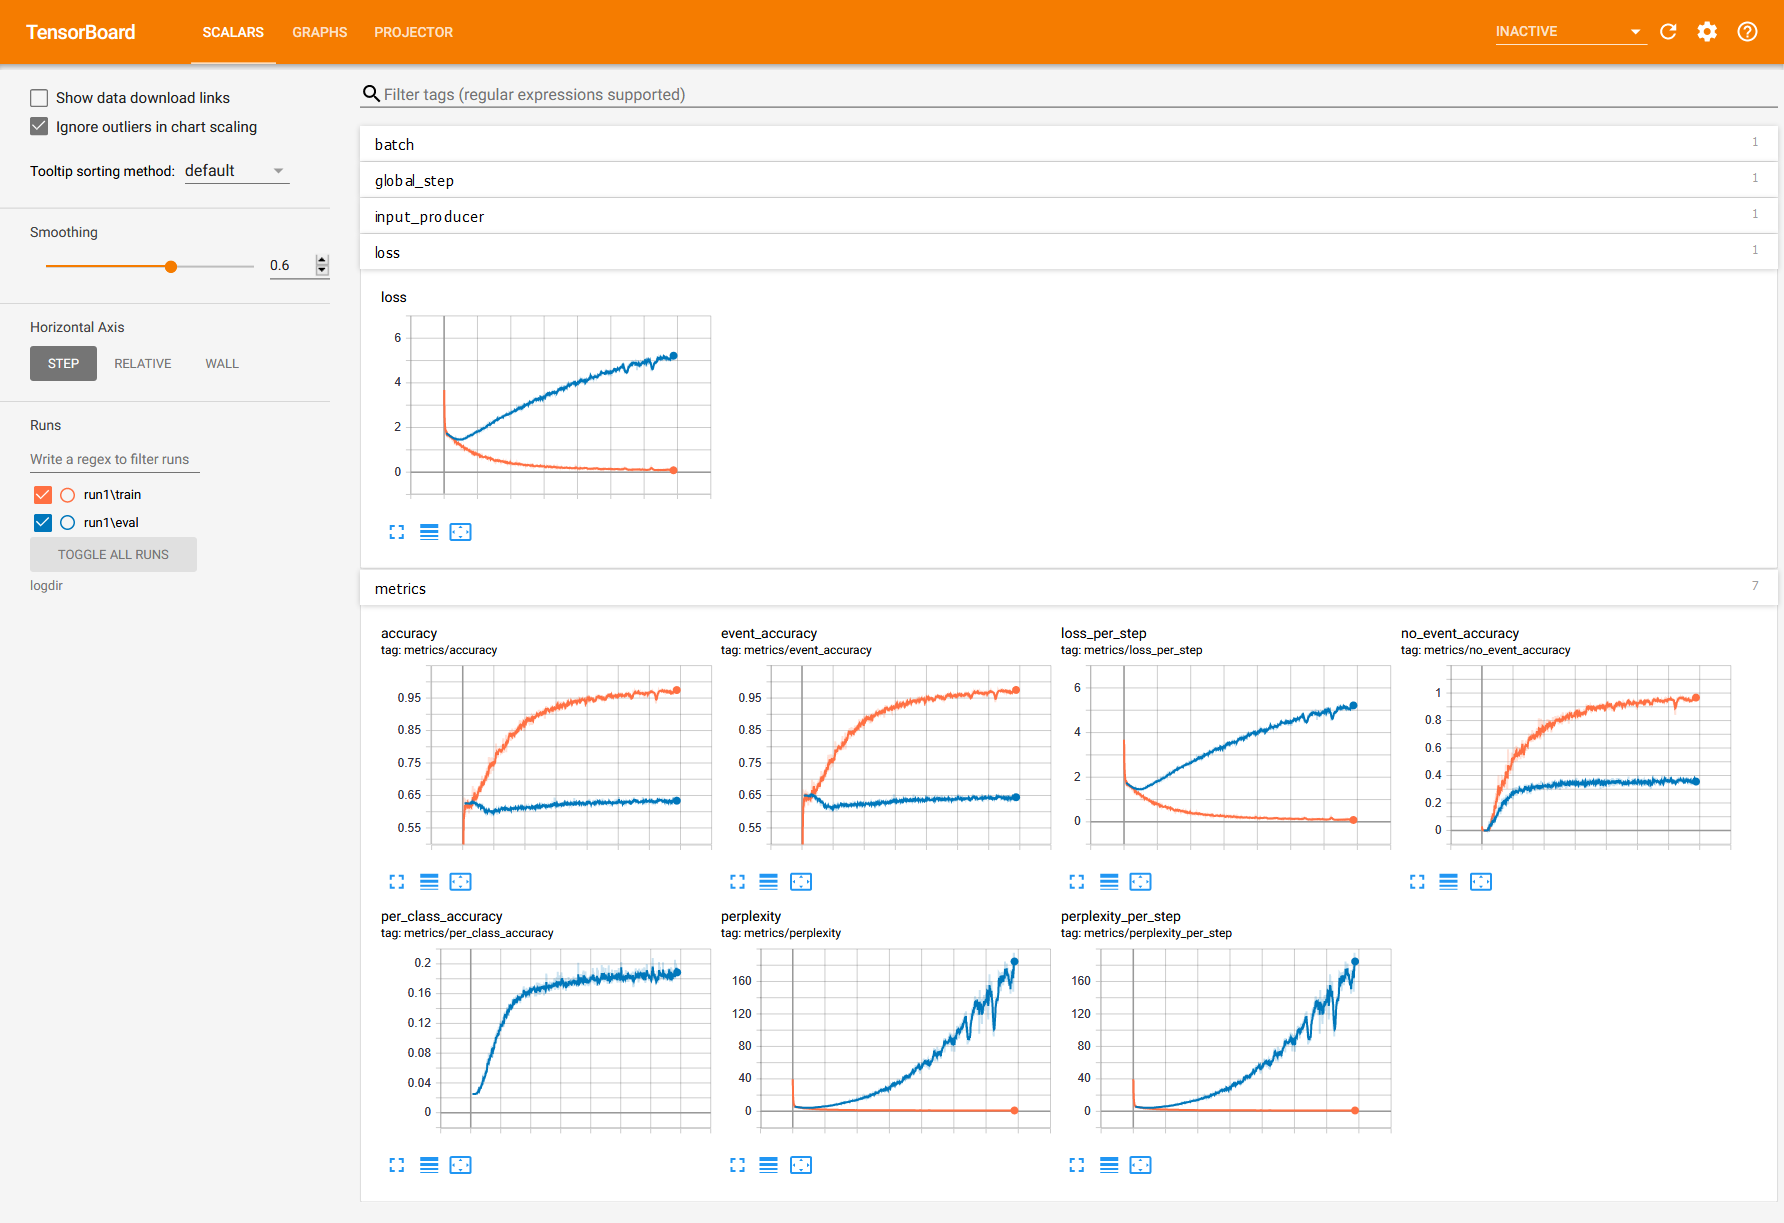 TensorBoard SCALARS GRAPHS PROJECTOR INACTIVE
Show data download links
Ignore outliers in chart scaling
Tooltip sorting method: default
Smoothing
0.6
Horizontal Axis
STEP RELATIVE WALL
Runs
Write a regex to filter runs
run1\train
run1\eval
TOGGLE ALL RUNS
logdir
Filter tags (regular expressions supported)
batch 1
global_step 1
input_producer 1
loss 1
loss
6
4
2
0
metrics 7
accuracy
tag: metrics/accuracy
0.95
0.85
0.75
0.65
0.55
event_accuracy
tag: metrics/event_accuracy
0.95
0.85
0.75
0.65
0.55
loss_per_step
tag: metrics/loss_per_step
6
4
2
0
no_event_accuracy
tag: metrics/no_event_accuracy
1
0.8
0.6
0.4
0.2
0
per_class_accuracy
tag: metrics/per_class_accuracy
0.2
0.16
0.12
0.08
0.04
0
perplexity
tag: metrics/perplexity
160
120
80
40
0
perplexity_per_step
tag: metrics/perplexity_per_step
160
120
80
40
0